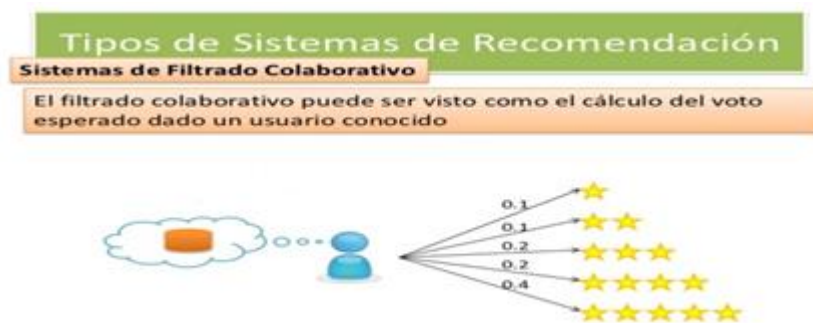 Tipos de Sistemas de Recomendación
Sistemas de Filtrado Colaborativo
El filtrado colaborativo puede ser visto como el cálculo del voto
esperado dado un usuario conocido
0.1
0.1
0.2
0.2
0.4